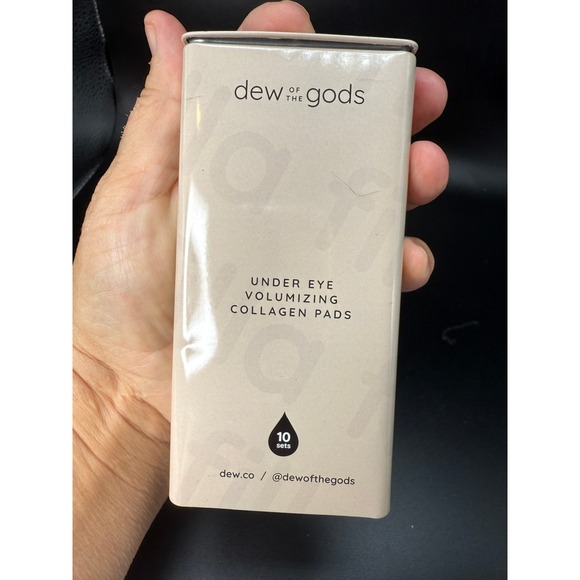 dew OF THE gods
UNDER EYE
VOLUMIZING
COLLAGEN PADS
10
sets
dew.co / @dewofthegods